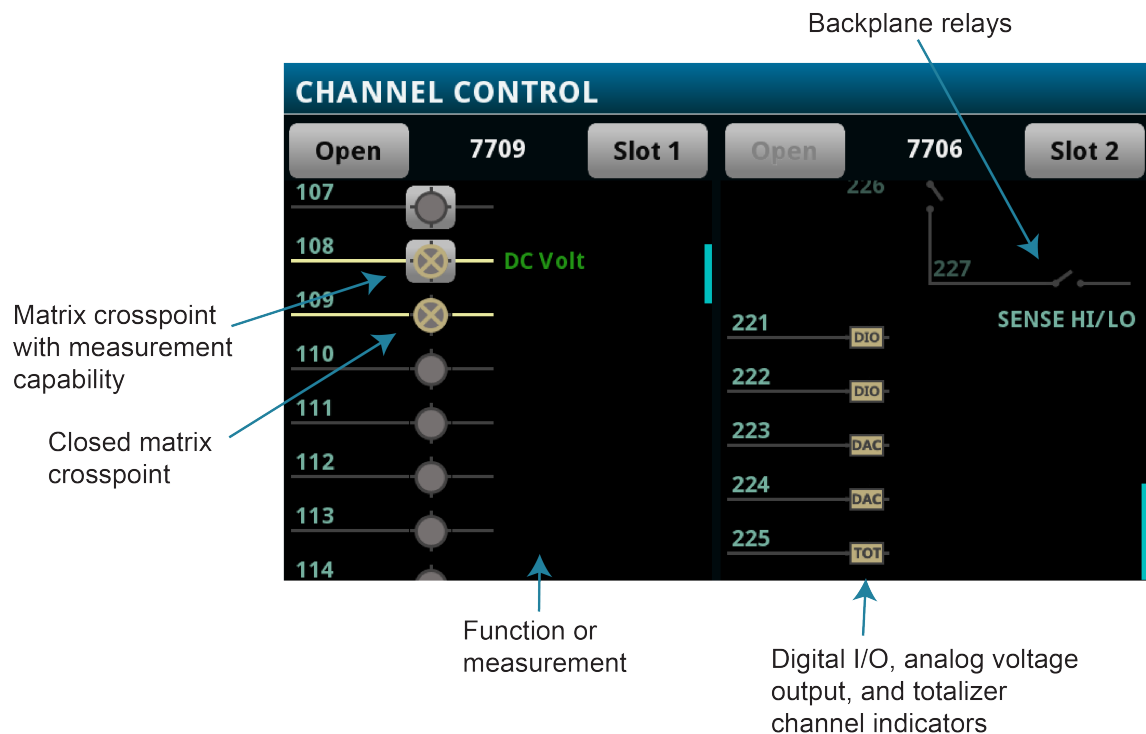 Backplane relays
CHANNEL CONTROL
Open
7709
Slot 1
Open
7706
Slot 2
107
108
DC Volt
109
110
111
112
113
114
226
227
SENSE HI/LO
221
DIO
222
DIO
223
DAC
224
DAC
225
TOT
Matrix crosspoint
with measurement
capability
Closed matrix
crosspoint
Function or
measurement
Digital I/O, analog voltage
output, and totalizer
channel indicators